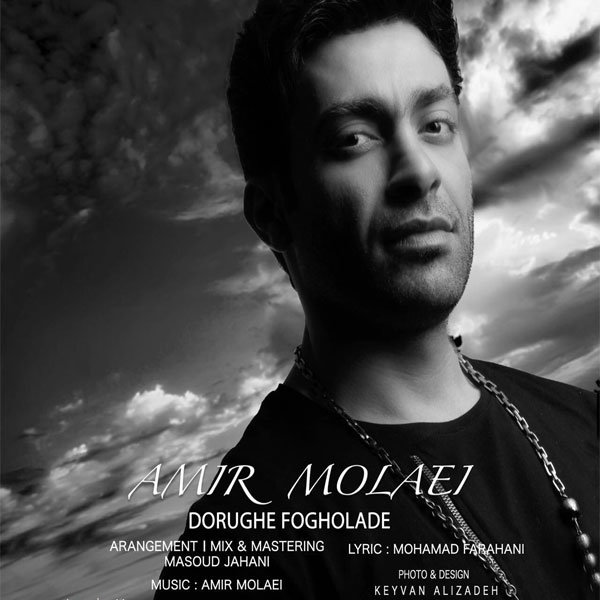 AMIR MOLAEI
DORUGHE FOGHOLADE
ARANGEMENT I MIX & MASTERING
MASOUD JAHANI
LYRIC : MOHAMAD FARAHANI
MUSIC : AMIR MOLAEI
PHOTO & DESIGN
KEYVAN ALIZADEH